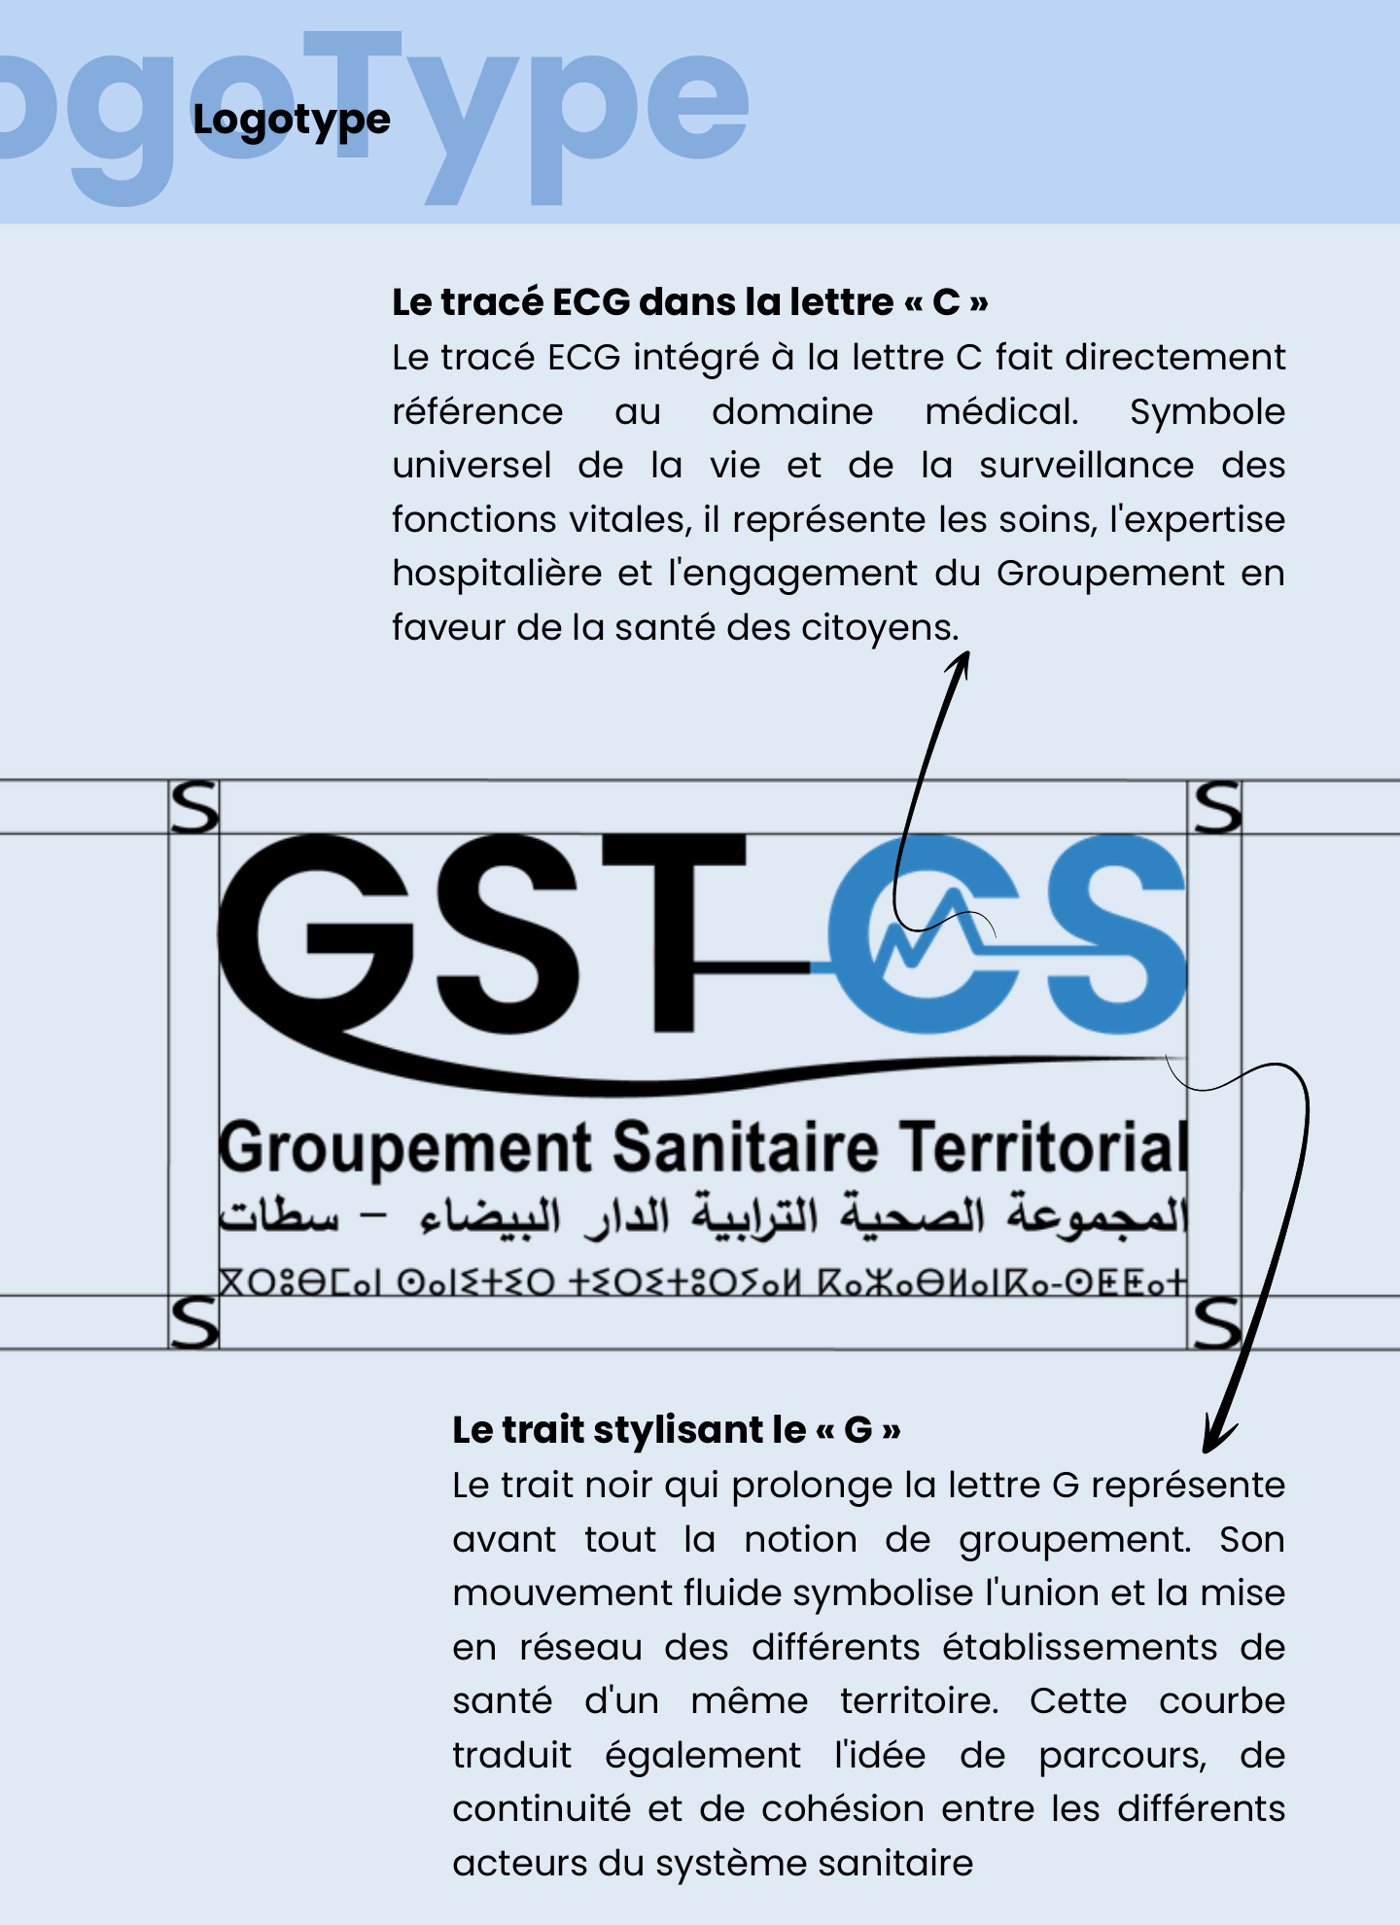 ogoType
Logotype
Le tracé ECG dans la lettre « C »
Le tracé ECG intégré à la lettre C fait directement
référence au domaine médical. Symbole
universel de la vie et de la surveillance des
fonctions vitales, il représente les soins, l'expertise
hospitalière et l'engagement du Groupement en
faveur de la santé des citoyens.
S S
GST-CS
Groupement Sanitaire Territorial
المجموعة الصحية الترابية الدار البيضاء – سطات
ⴳⵔⵓⴱⵎⴰⵏ ⵙⴰⵏⵉⵜⵉⵔ ⵜⵉⵔⵉⵜⵓⵔⵢⴰⵍ ⴽⴰⵣⴰⴱⵍⴰⵏⴽⴰ-ⵙⵟⵟⴰⵜ
S S
Le trait stylisant le « G »
Le trait noir qui prolonge la lettre G représente
avant tout la notion de groupement. Son
mouvement fluide symbolise l'union et la mise
en réseau des différents établissements de
santé d'un même territoire. Cette courbe
traduit également l'idée de parcours, de
continuité et de cohésion entre les différents
acteurs du système sanitaire